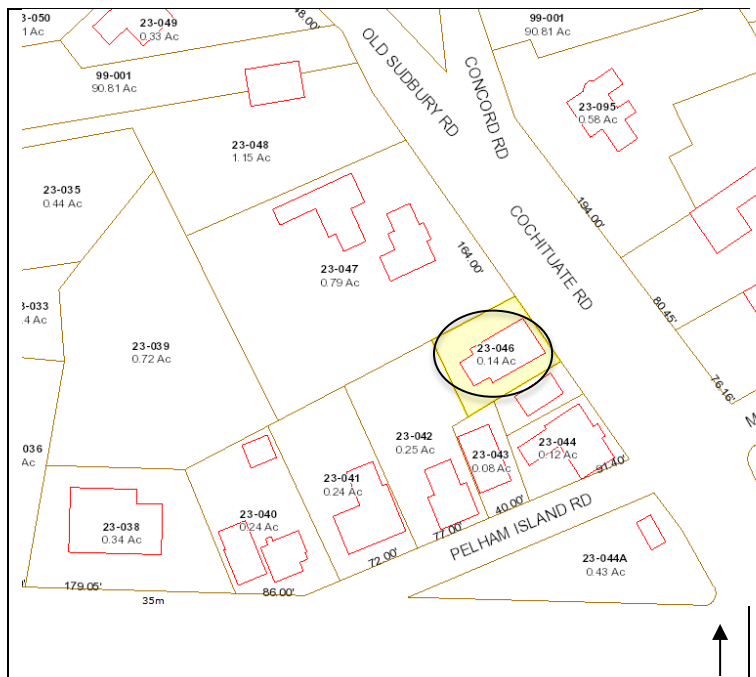 3-050
1 Ac
23-049
0.33 Ac
48.00'
99-001
90.81 Ac
99-001
90.81 Ac
OLD SUDBURY RD
CONCORD RD
23-095
0.58 Ac
23-048
1.15 Ac
23-035
0.44 Ac
194.00'
COCHITUATE RD
164.00'
23-047
0.79 Ac
80.45'
3-033
.4 Ac
23-039
0.72 Ac
23-046
0.14 Ac
76.16'
M
036
Ac
23-042
0.25 Ac
23-043
0.08 Ac
23-044
0.12 Ac
91.40'
23-041
0.24 Ac
40.00'
77.00'
72.00'
PELHAM ISLAND RD
23-040
0.24 Ac
23-038
0.34 Ac
23-044A
0.43 Ac
179.05'
86.00'
35m